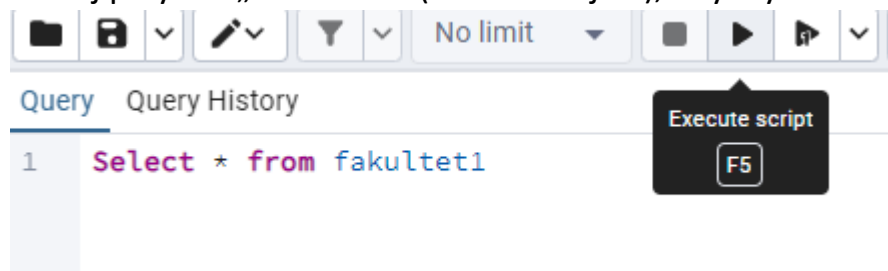 No limit
Query Query History
Execute script
F5
1 Select * from fakultet1